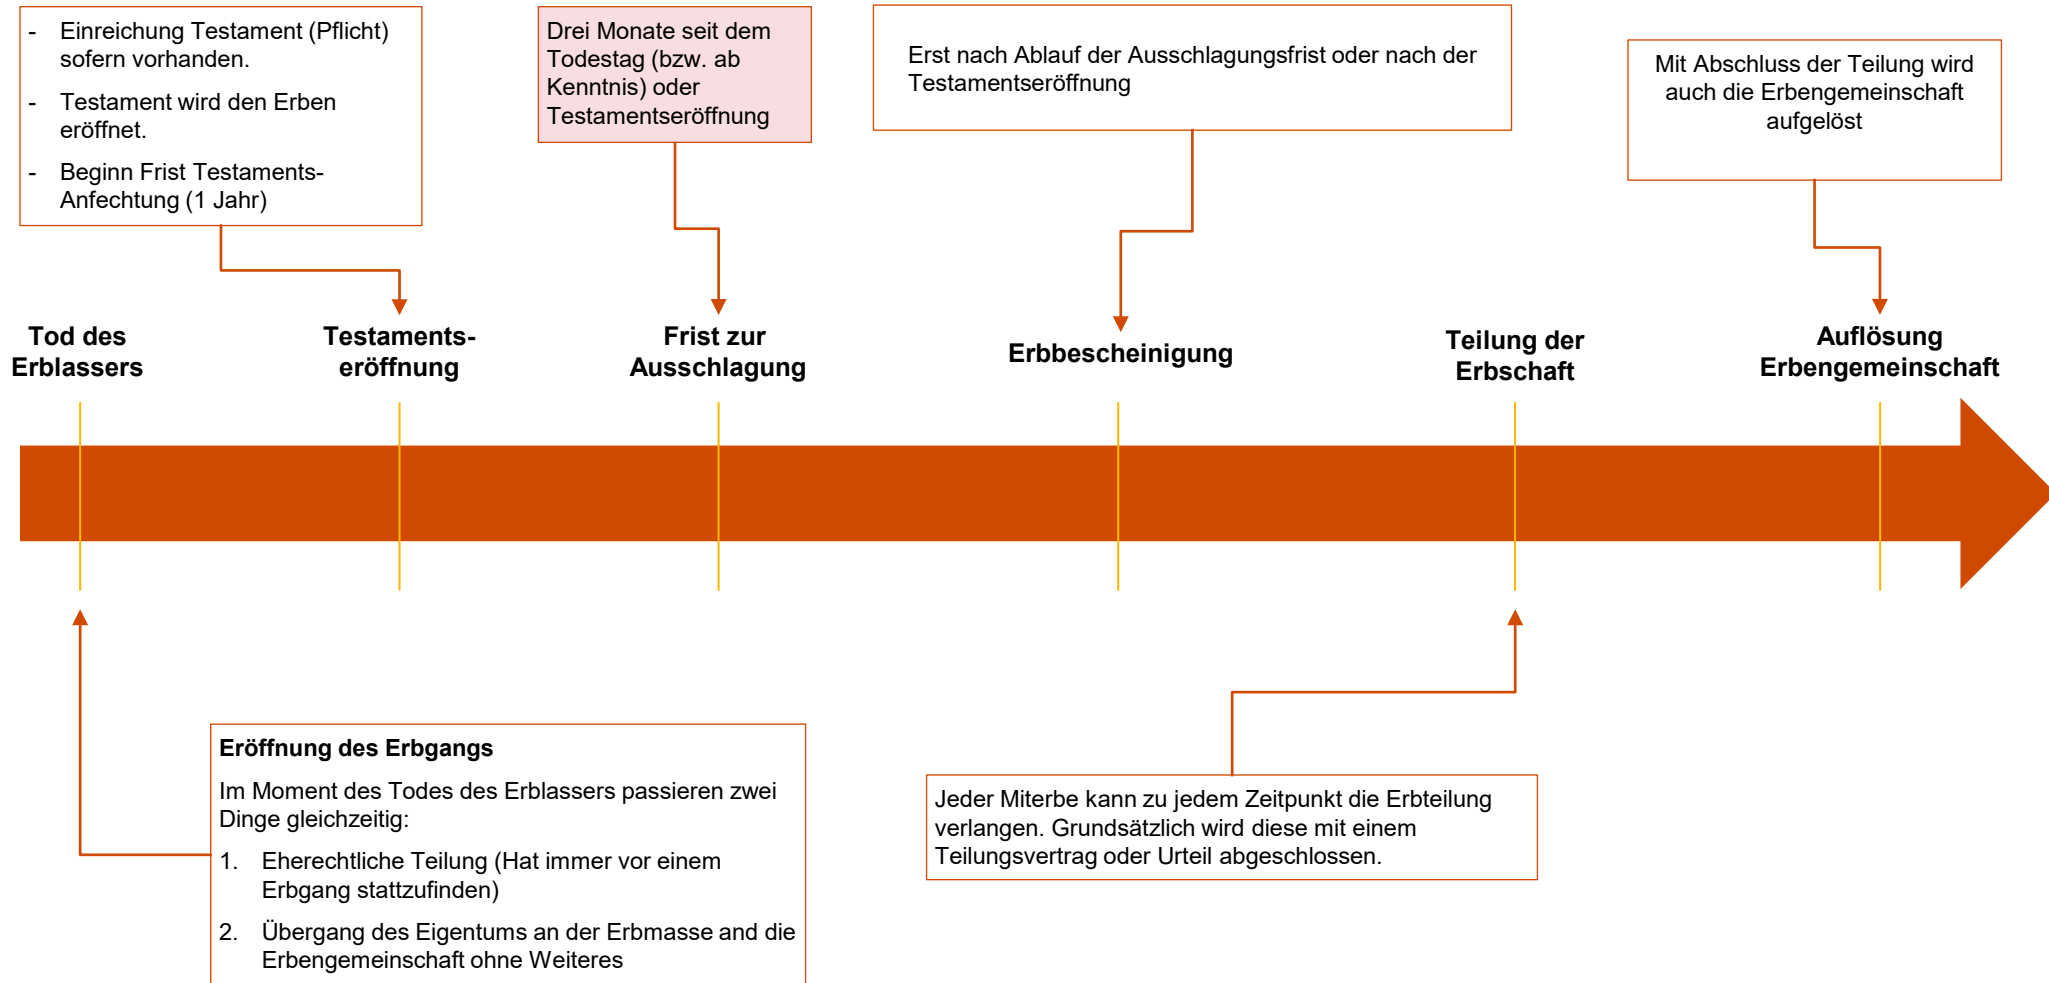 - Einreichung Testament (Pflicht)
sofern vorhanden.
- Testament wird den Erben
eröffnet.
- Beginn Frist Testaments-
Anfechtung (1 Jahr)
Drei Monate seit dem
Todestag (bzw. ab
Kenntnis) oder
Testamentseröffnung
Erst nach Ablauf der Ausschlagungsfrist oder nach der
Testamentseröffnung
Mit Abschluss der Teilung wird
auch die Erbengemeinschaft
aufgelöst
Tod des
Erblassers
Testaments-
eröffnung
Frist zur
Ausschlagung
Erbbescheinigung
Teilung der
Erbschaft
Auflösung
Erbengemeinschaft
Eröffnung des Erbgangs
Im Moment des Todes des Erblassers passieren zwei
Dinge gleichzeitig:
1. Eherechtliche Teilung (Hat immer vor einem
Erbgang stattzufinden)
2. Übergang des Eigentums an der Erbmasse and die
Erbengemeinschaft ohne Weiteres
Jeder Miterbe kann zu jedem Zeitpunkt die Erbteilung
verlangen. Grundsätzlich wird diese mit einem
Teilungsvertrag oder Urteil abgeschlossen.